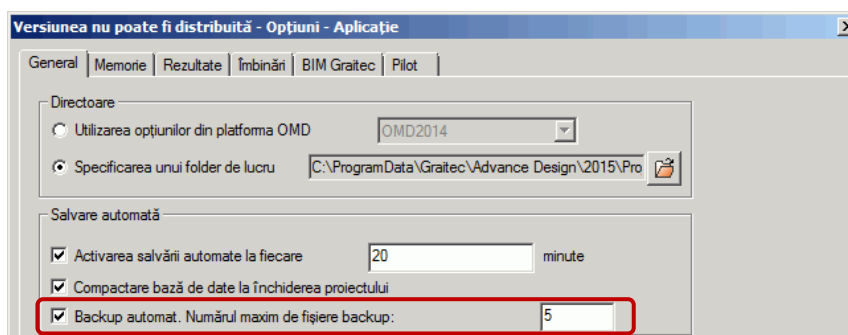 Versiunea nu poate fi distribuită - Opțiuni - Aplicație
General Memorie Rezultate Îmbinări BIM Graitec Pilot
Directoare
Utilizarea opțiunilor din platforma OMD OMD2014
Specificarea unui folder de lucru C:\ProgramData\Graitec\Advance Design\2015\Pro
Salvare automată
Activarea salvării automate la fiecare 20 minute
Compactare bază de date la închiderea proiectului
Backup automat. Numărul maxim de fișiere backup: 5